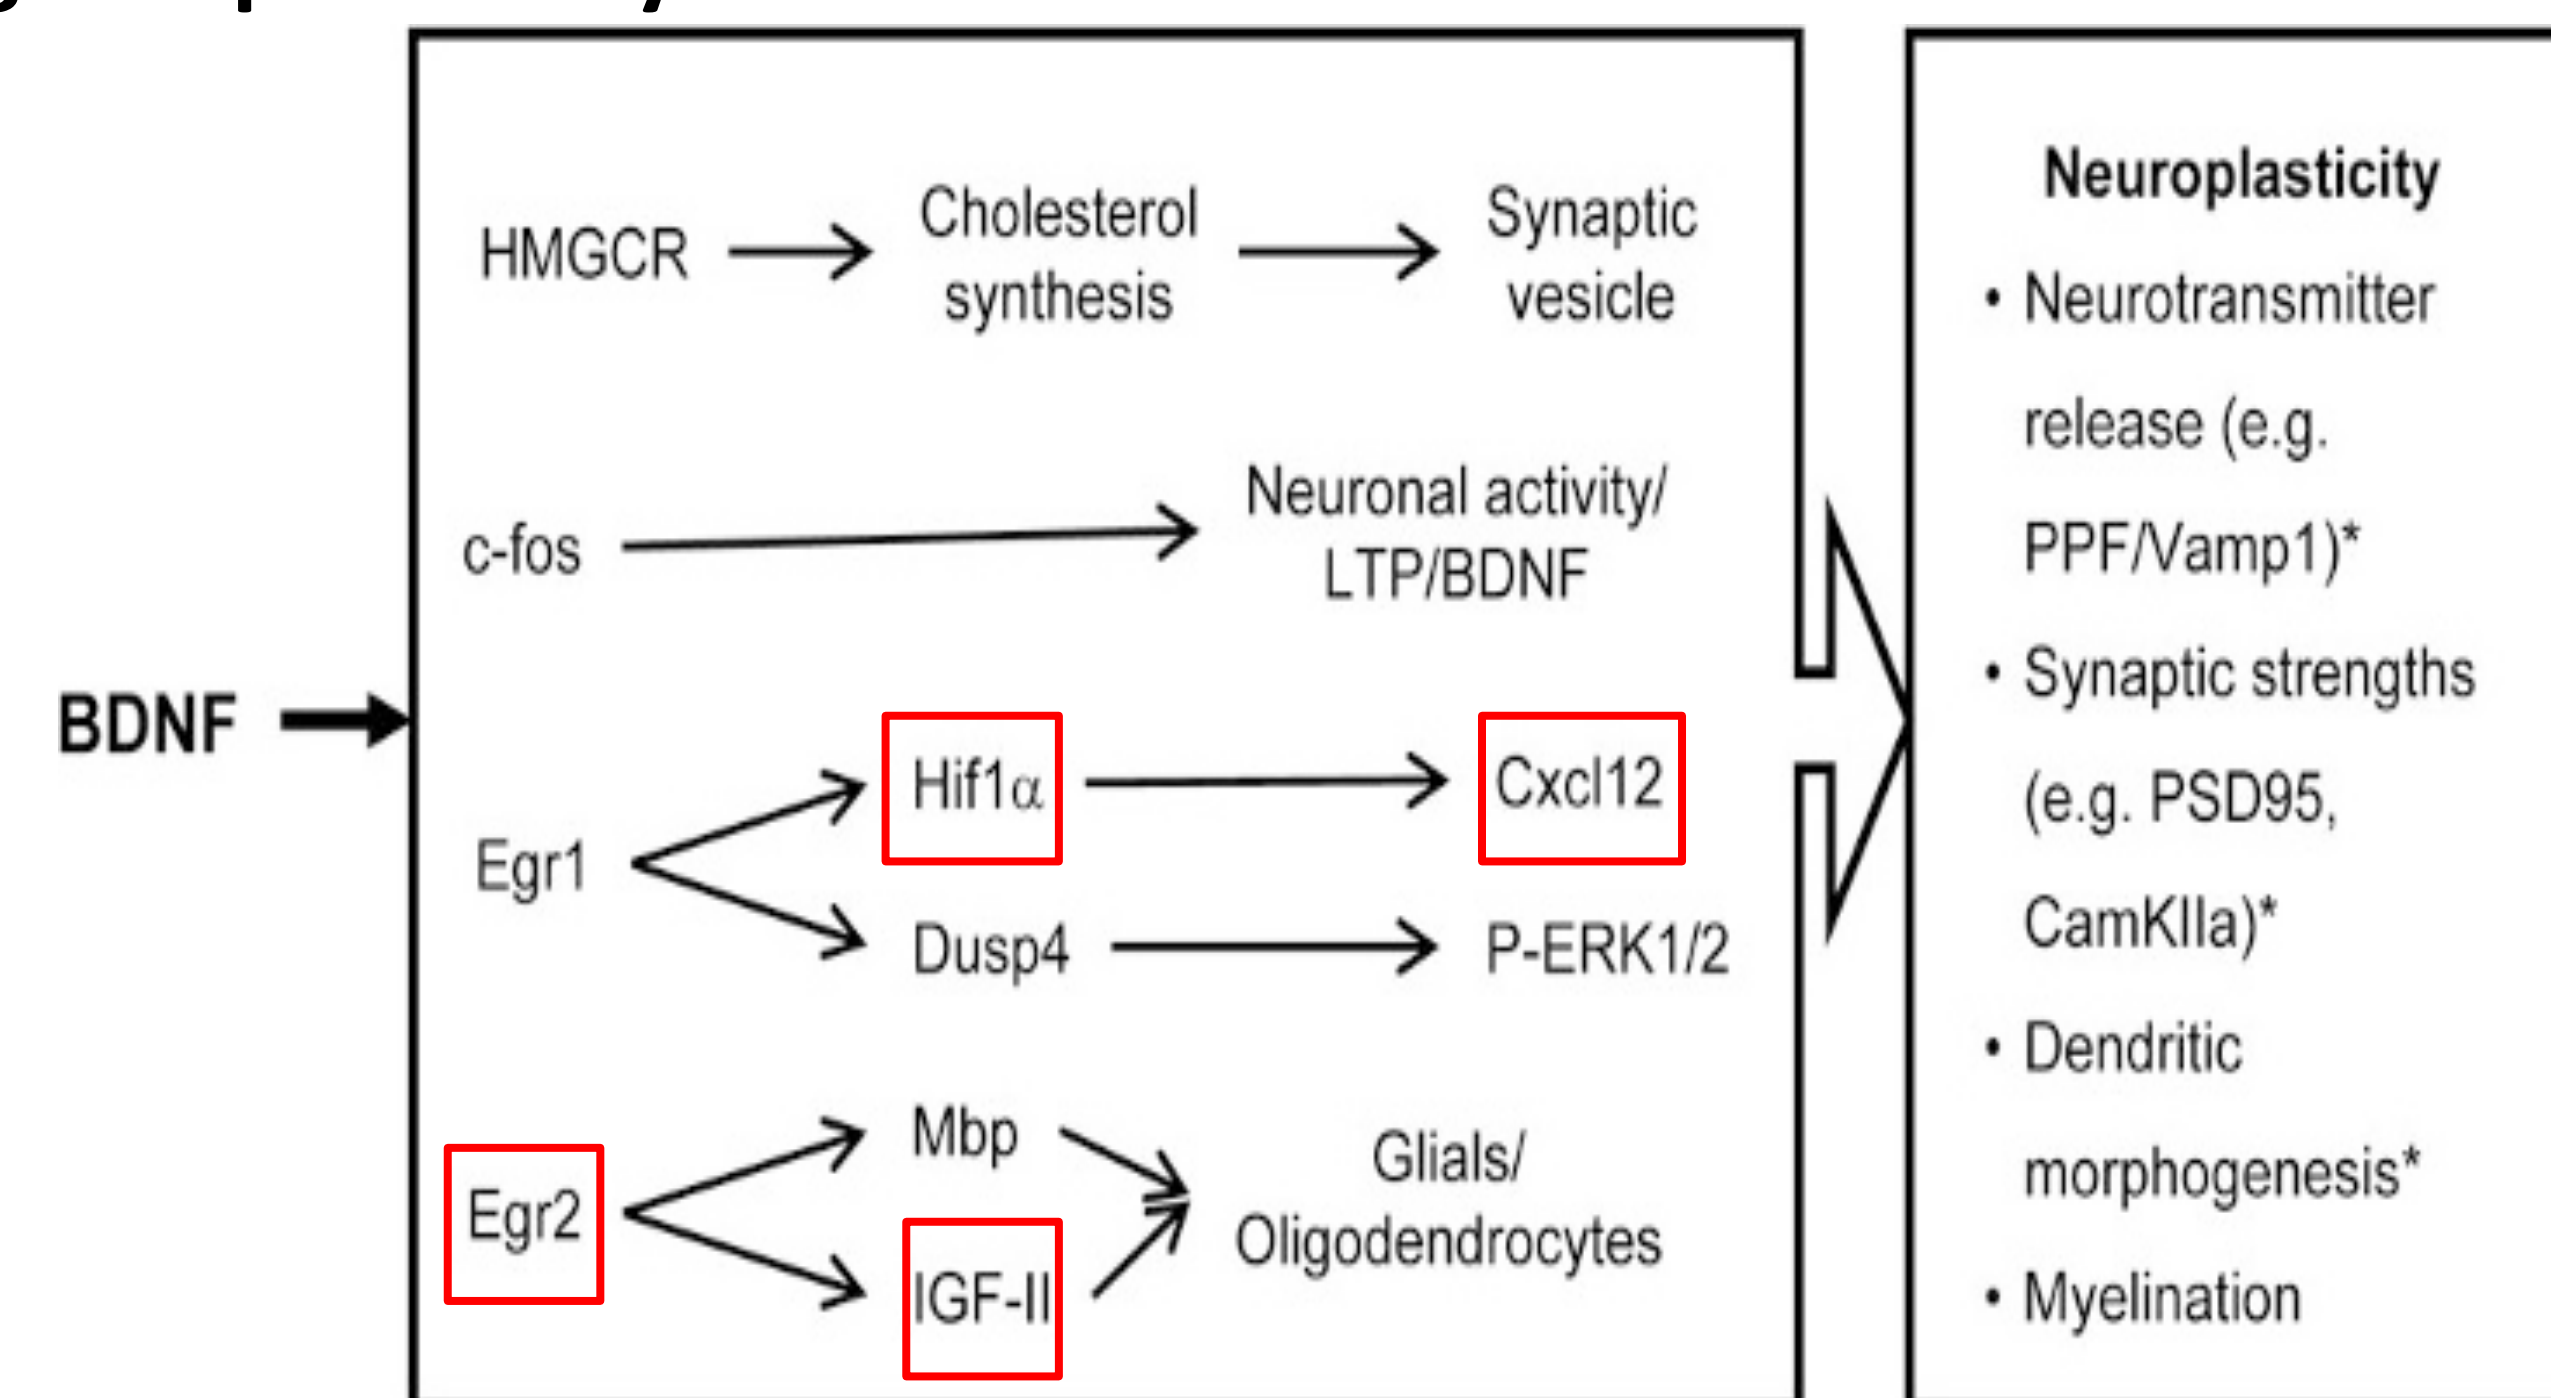 BDNF
HMGCR
Cholesterol
synthesis
Synaptic
vesicle
c-fos
Neuronal activity/
LTP/BDNF
Egr1
Hif1α
Cxcl12
Dusp4
P-ERK1/2
Egr2
Mbp
IGF-II
Glials/
Oligodendrocytes
Neuroplasticity
• Neurotransmitter
release (e.g.
PPF/Vamp1)*
• Synaptic strengths
(e.g. PSD95,
CamKIIa)*
• Dendritic
morphogenesis*
• Myelination